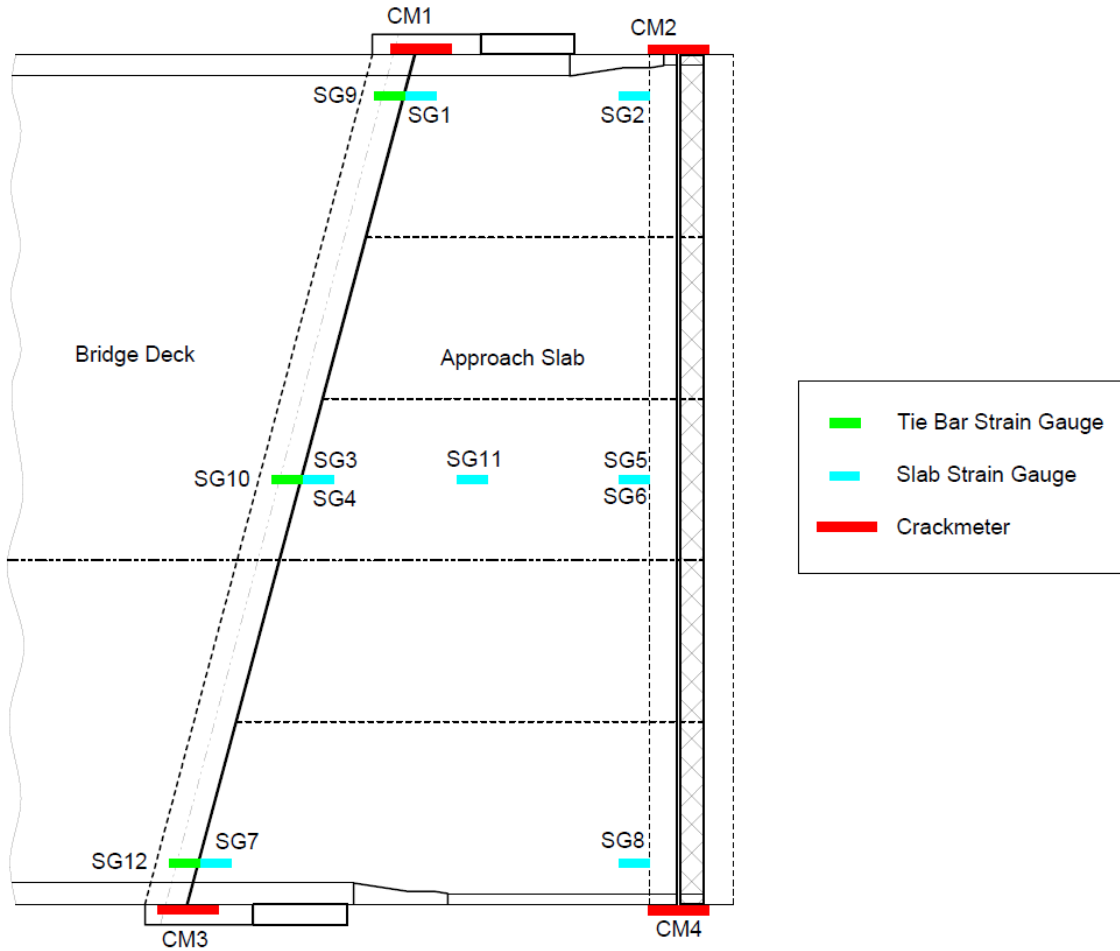 CM1
CM2
SG9
SG1
SG2
Bridge Deck
Approach Slab
SG3
SG10
SG4
SG11
SG5
SG6
Tie Bar Strain Gauge
Slab Strain Gauge
Crackmeter
SG7
SG12
SG8
CM3
CM4